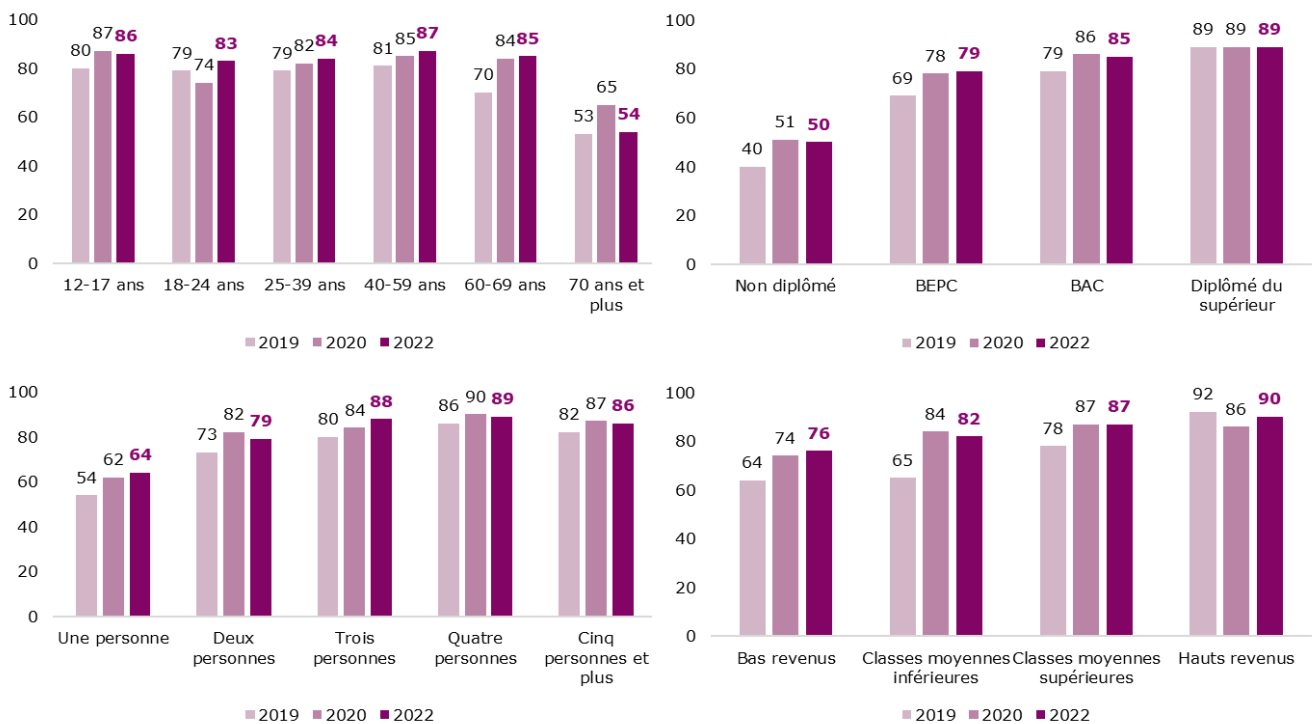 100
80
60
40
20
0
80 87 86
79 74 83
79 82 84
81 85 87
70 84 85
53 65 54
12-17 ans 18-24 ans 25-39 ans 40-59 ans 60-69 ans 70 ans et
plus
2019 2020 2022
100
80
60
40
20
0
40 51 50
69 78 79
79 86 85
89 89 89
Non diplômé BEPC BAC Diplômé du
supérieur
2019 2020 2022
100
80
60
40
20
0
54 62 64
73 82 79
80 84 88
86 90 89
82 87 86
Une personne Deux Trois Quatre Cinq
personnes personnes personnes personnes et
plus
2019 2020 2022
100
80
60
40
20
0
64 74 76
65 84 82
78 87 87
92 86 90
Bas revenus Classes moyennes Classes moyennes Hauts revenus
inférieures supérieures
2019 2020 2022